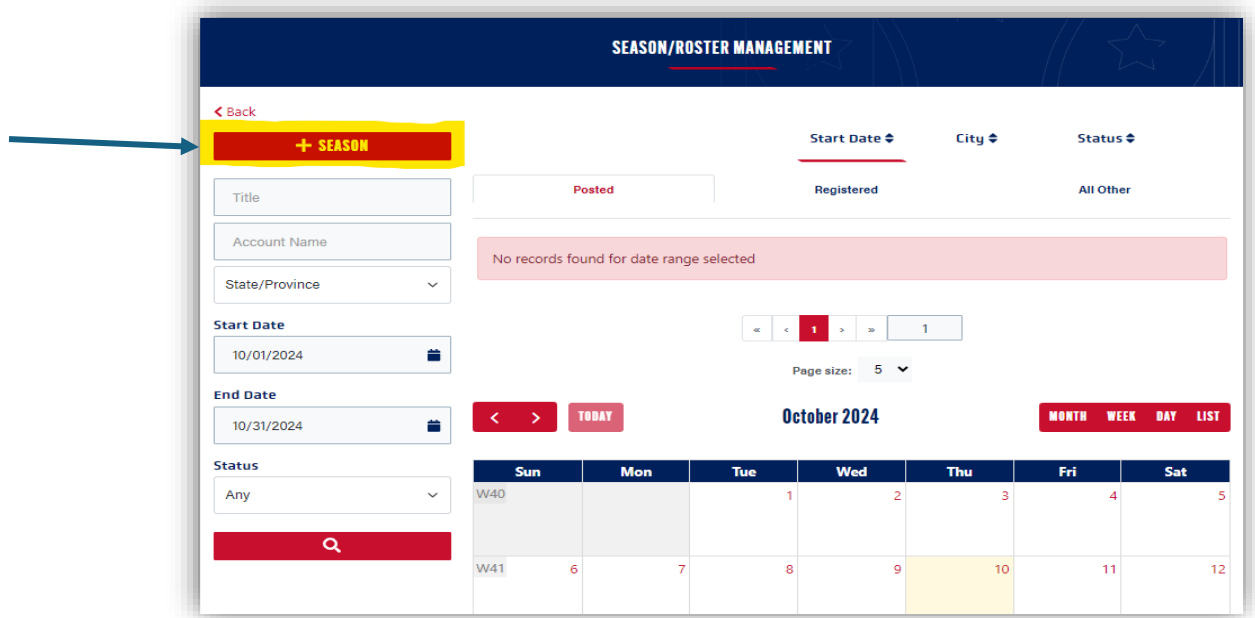 SEASON/ROSTER MANAGEMENT
Back
+ SEASON
Title
Account Name
State/Province
Start Date
10/01/2024
End Date
10/31/2024
Status
Any
Start Date City Status
Posted Registered All Other
No records found for date range selected
« ‹ 1 › » 1
Page size: 5
< > TODAY October 2024 MONTH WEEK DAY LIST
Sun Mon Tue Wed Thu Fri Sat
W40 1 2 3 4 5
W41 6 7 8 9 10 11 12